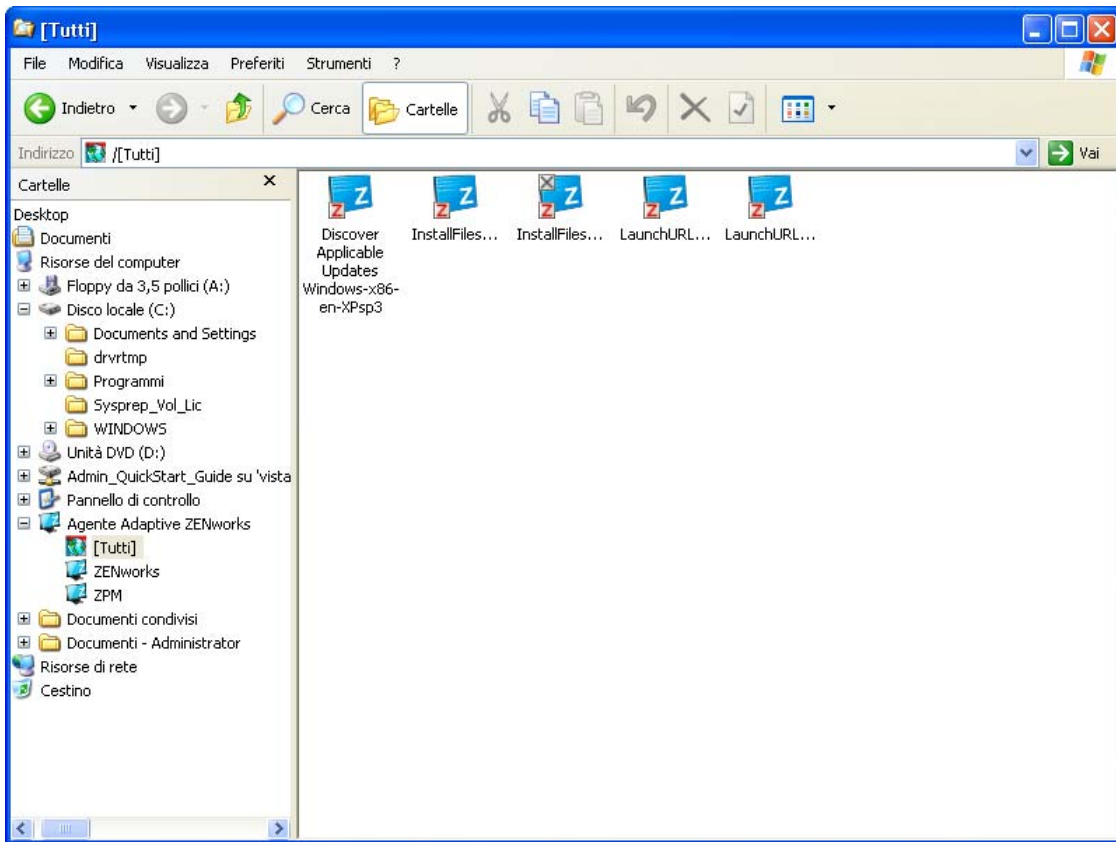 [Tutti]
File Modifica Visualizza Preferiti Strumenti ?
Indietro Cerca Cartelle
Indirizzo /[Tutti] Vai
Cartelle
Desktop
Documenti
Risorse del computer
Floppy da 3,5 pollici (A:)
Disco locale (C:)
Documents and Settings
drvrtmp
Programmi
Sysprep_Vol_Lic
WINDOWS
Unità DVD (D:)
Admin_QuickStart_Guide su 'vista
Pannello di controllo
Agente Adaptive ZENworks
[Tutti]
ZENworks
ZPM
Documenti condivisi
Documenti - Administrator
Risorse di rete
Cestino
Discover
Applicable
Updates
Windows-x86-
en-XPsp3
InstallFiles...
InstallFiles...
LaunchURL...
LaunchURL...